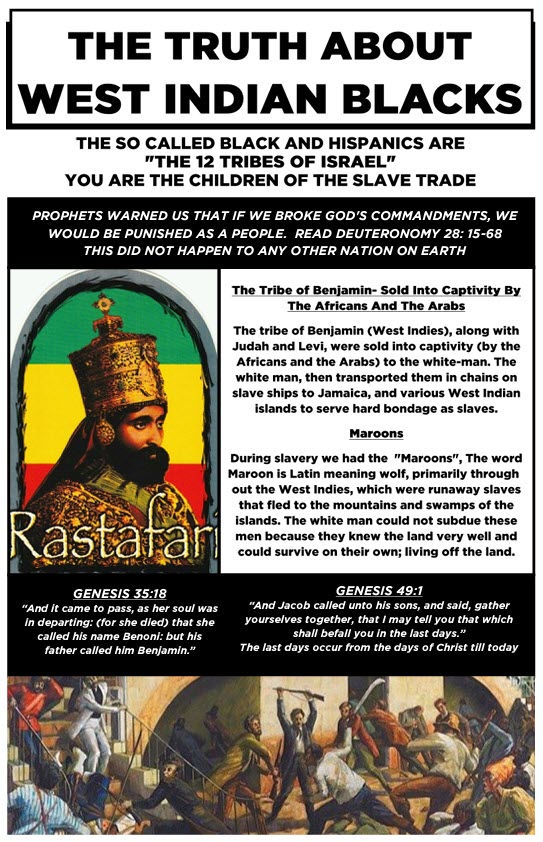 THE TRUTH ABOUT
WEST INDIAN BLACKS
THE SO CALLED BLACK AND HISPANICS ARE
"THE 12 TRIBES OF ISRAEL"
YOU ARE THE CHILDREN OF THE SLAVE TRADE
PROPHETS WARNED US THAT IF WE BROKE GOD'S COMMANDMENTS, WE
WOULD BE PUNISHED AS A PEOPLE. READ DEUTERONOMY 28: 15-68
THIS DID NOT HAPPEN TO ANY OTHER NATION ON EARTH
Rastafari
The Tribe of Benjamin- Sold Into Captivity By
The Africans And The Arabs
The tribe of Benjamin (West Indies), along with
Judah and Levi, were sold into captivity (by the
Africans and the Arabs) to the white-man. The
white man, then transported them in chains on
slave ships to Jamaica, and various West Indian
islands to serve hard bondage as slaves.
Maroons
During slavery we had the "Maroons", The word
Maroon is Latin meaning wolf, primarily through
out the West Indies, which were runaway slaves
that fled to the mountains and swamps of the
islands. The white man could not subdue these
men because they knew the land very well and
could survive on their own; living off the land.
GENESIS 35:18
“And it came to pass, as her soul was
in departing: (for she died) that she
called his name Benoni: but his
father called him Benjamin.”
GENESIS 49:1
“And Jacob called unto his sons, and said, gather
yourselves together, that I may tell you that which
shall befall you in the last days.”
The last days occur from the days of Christ till today